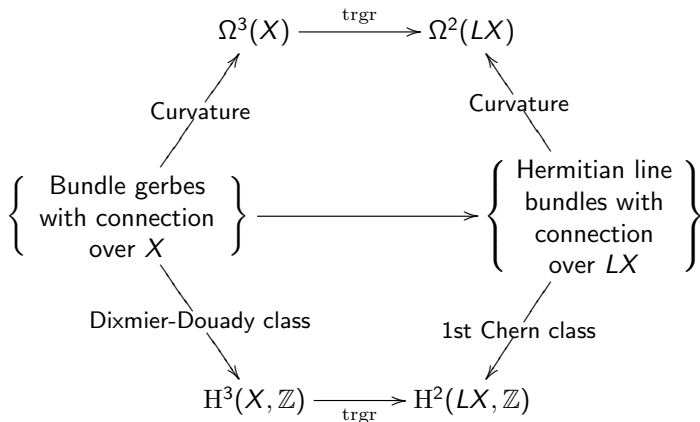 trgr
Ω³(X) Ω²(LX)
Curvature Curvature
{ Bundle gerbes with connection over X }
{ Hermitian line bundles with connection over LX }
Dixmier-Douady class
1st Chern class
H³(X, ℤ) H²(LX, ℤ)
trgr